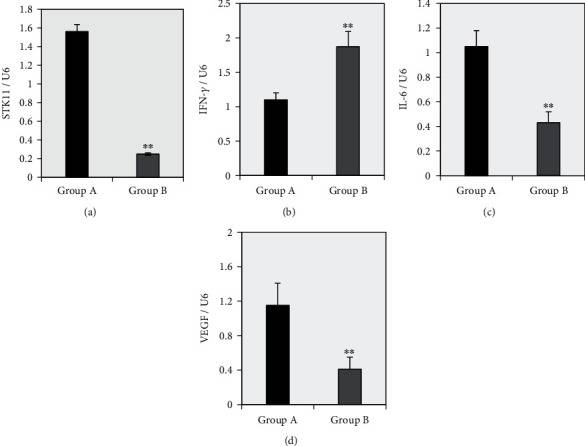 STK11 / U6
1.8
1.6
1.4
1.2
1
0.8
0.6
0.4
0.2
0
**
Group A Group B
(a)
IFN-γ / U6
2.5
2
1.5
1
0.5
0
**
Group A Group B
(b)
IL-6 / U6
1.4
1.2
1
0.8
0.6
0.4
0.2
0
**
Group A Group B
(c)
VEGF / U6
2
1.6
1.2
0.8
0.4
0
**
Group A Group B
(d)